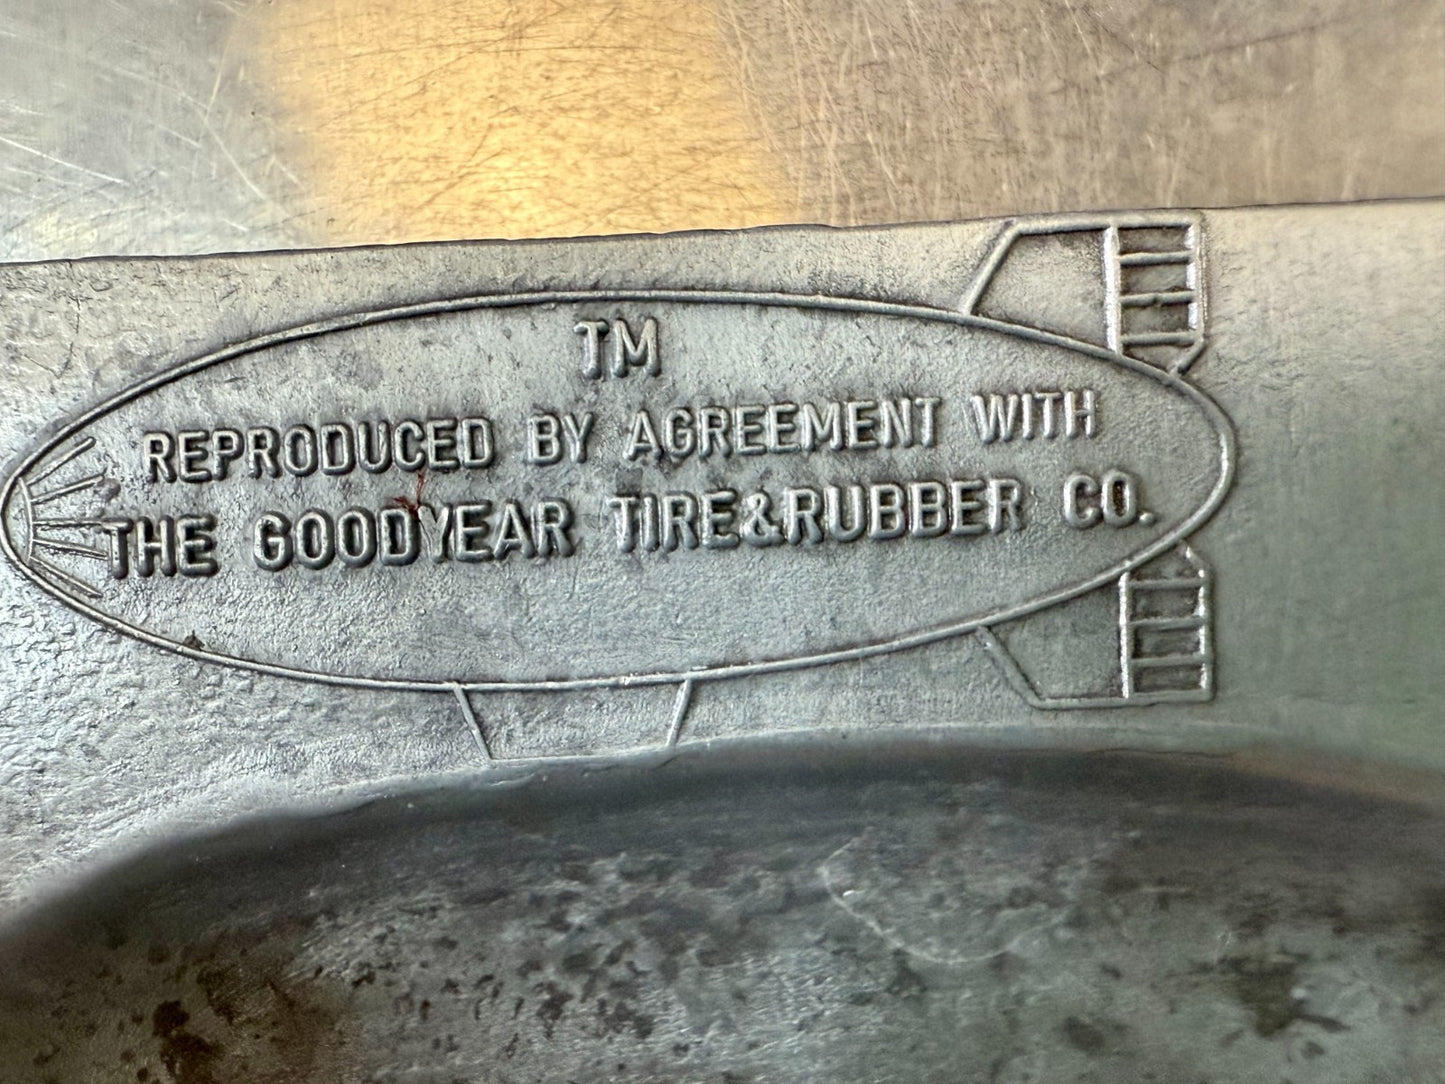 TM
REPRODUCED BY AGREEMENT WITH
THE GOODYEAR TIRE&RUBBER CO.